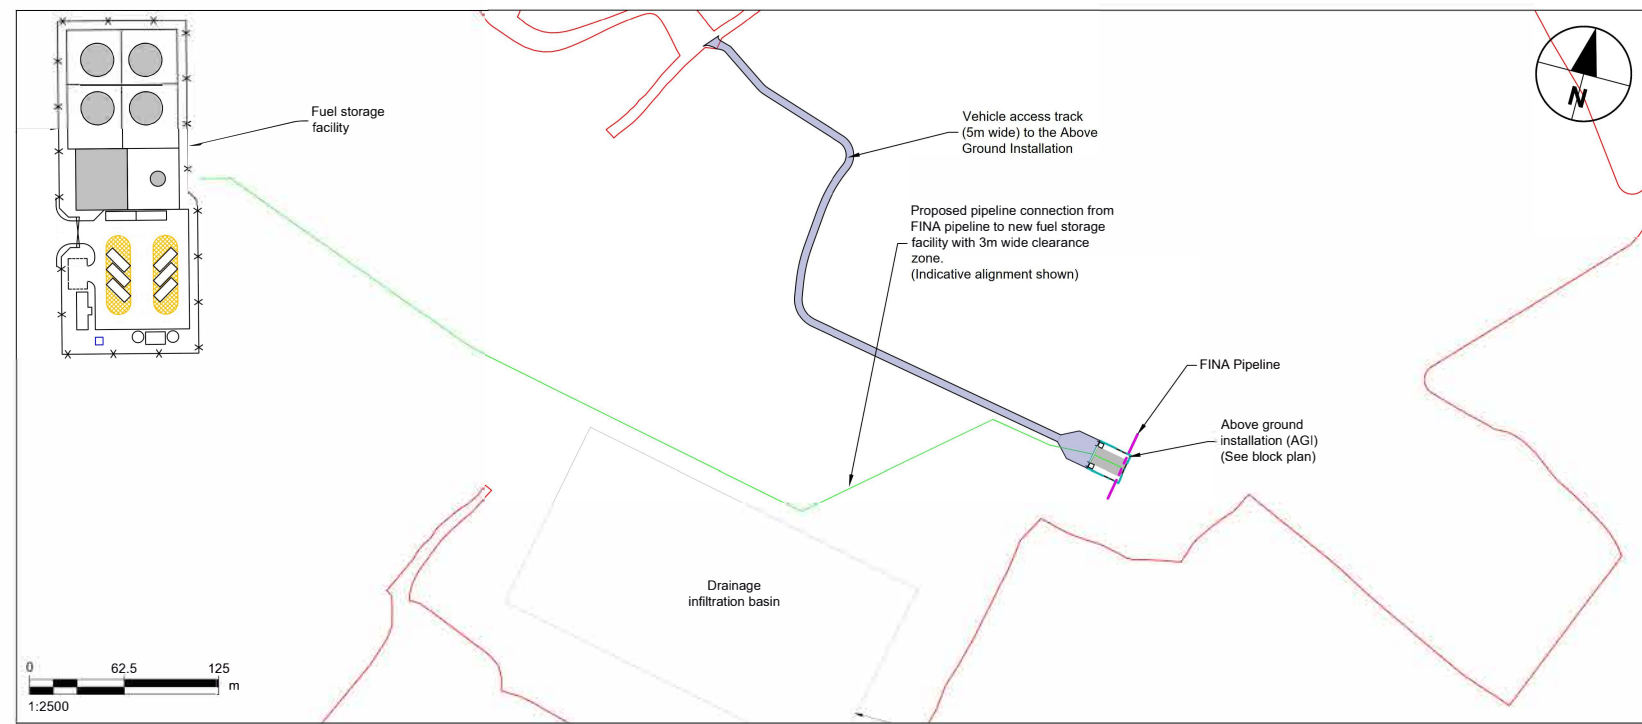 Fuel storage
facility
Vehicle access track
(5m wide) to the Above
Ground Installation
N
Proposed pipeline connection from
FINA pipeline to new fuel storage
facility with 3m wide clearance
zone.
(Indicative alignment shown)
FINA Pipeline
Above ground
installation (AGI)
(See block plan)
Drainage
infiltration basin
0 62.5 125
m
1:2500